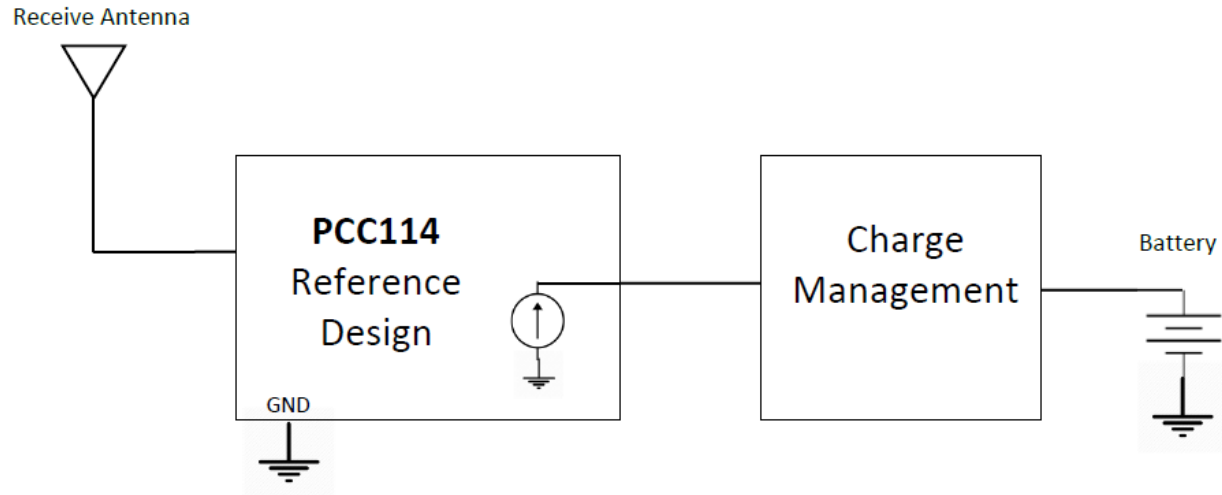 Receive Antenna
PCC114
Reference
Design
GND
Charge
Management
Battery